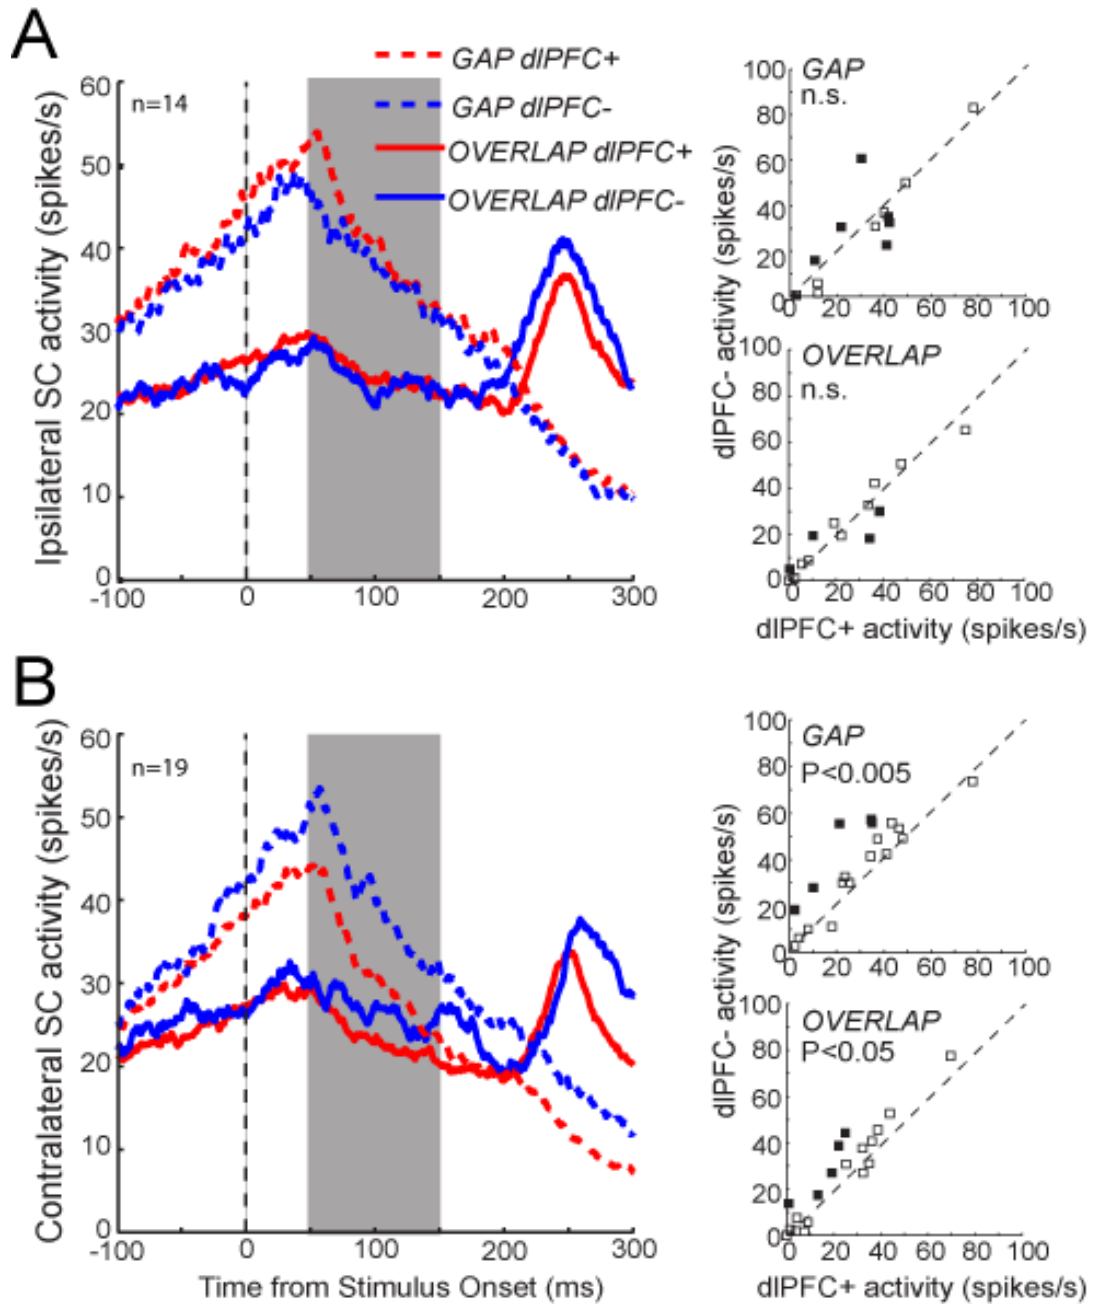 A
GAP dlPFC+
GAP dlPFC-
OVERLAP dlPFC+
OVERLAP dlPFC-
n=14
Ipsilateral SC activity (spikes/s)
60
50
40
30
20
10
0
-100 0 100 200 300
GAP
n.s.
100
80
60
40
20
0
0 20 40 60 80 100
OVERLAP
n.s.
100
80
60
40
20
0
0 20 40 60 80 100
dlPFC- activity (spikes/s)
dlPFC+ activity (spikes/s)
B
n=19
Contralateral SC activity (spikes/s)
60
50
40
30
20
10
0
-100 0 100 200 300
Time from Stimulus Onset (ms)
GAP
P<0.005
100
80
60
40
20
0
0 20 40 60 80 100
OVERLAP
P<0.05
100
80
60
40
20
0
0 20 40 60 80 100
dlPFC- activity (spikes/s)
dlPFC+ activity (spikes/s)